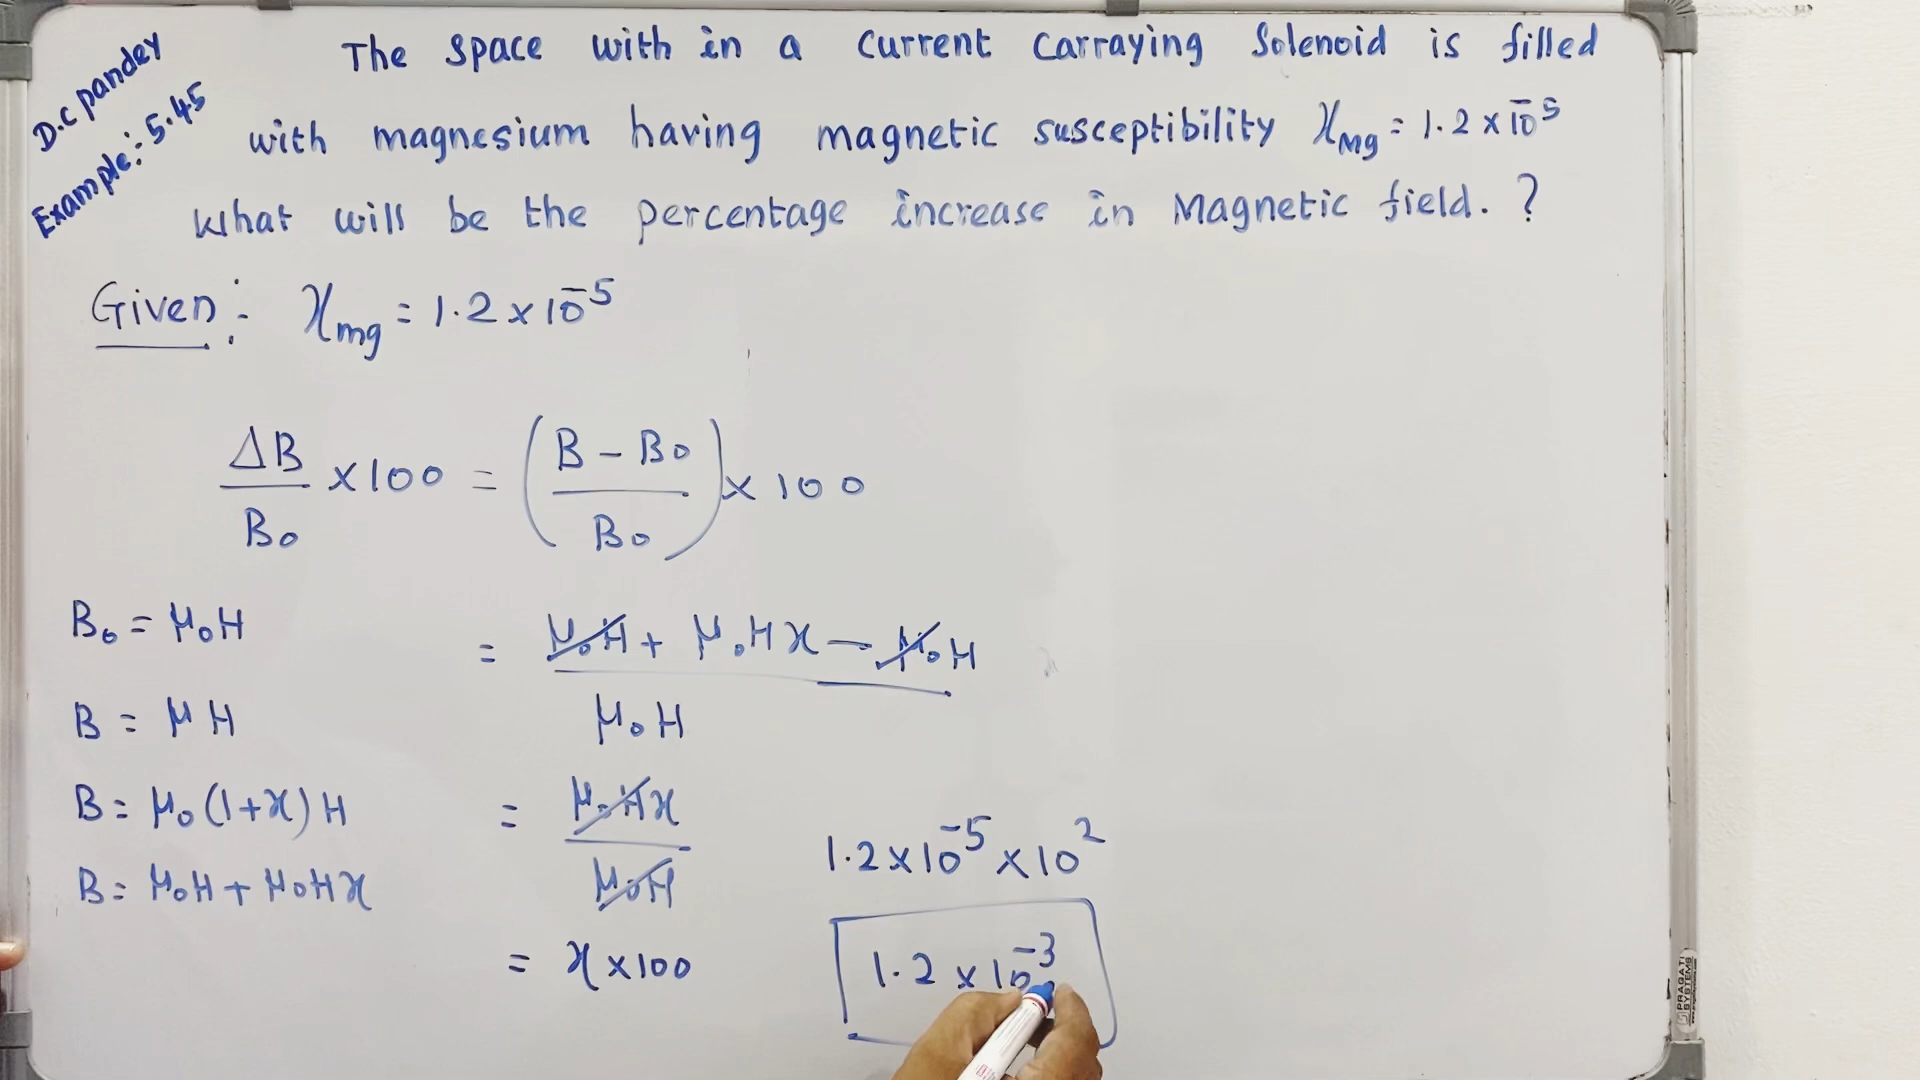 D.C pandey
Example: 5.45
The space with in a current carraying Solenoid is filled
with magnesium having magnetic susceptibility χMg = 1.2 × 10⁻⁵
What will be the percentage increase in Magnetic field. ?
Given: χmg = 1.2 × 10⁻⁵
ΔB/B₀ × 100 = (B - B₀/B₀) × 100
B₀ = μ₀H
B = μH
B = μ₀(1+χ)H
B = μ₀H + μ₀Hχ
= μ₀H + μ₀Hχ - μ₀H / μ₀H
= μ₀Hχ / μ₀H
= χ × 100
1.2 × 10⁻⁵ × 10²
1.2 × 10⁻³
PRAGATI
SYSTEMS